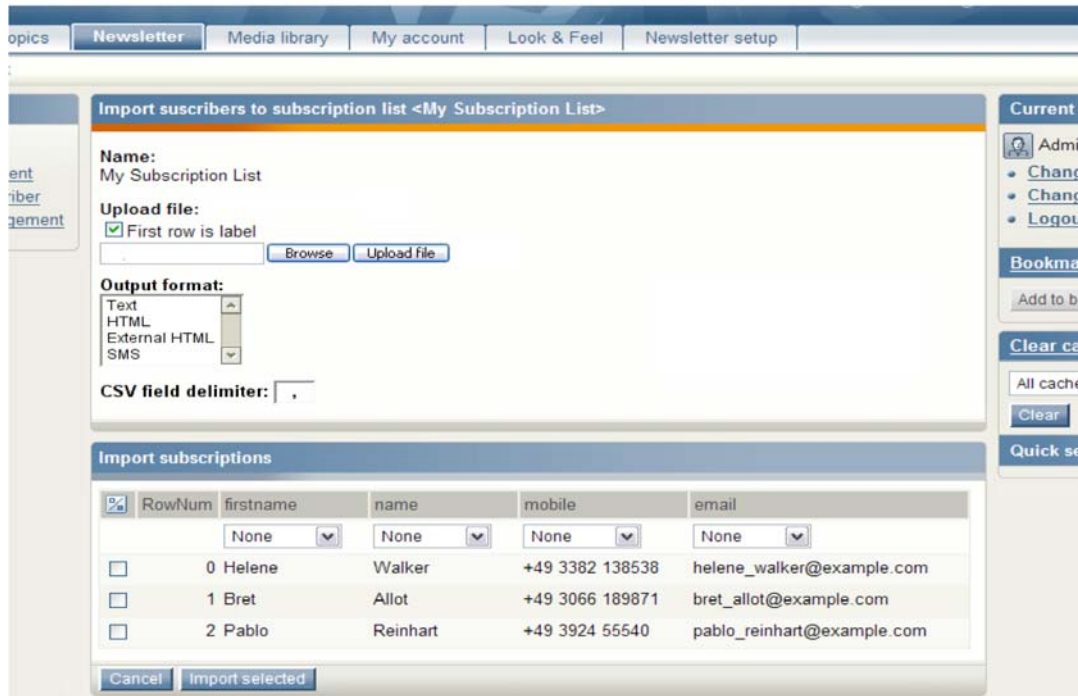 opics Newsletter Media library My account Look & Feel Newsletter setup
Import suscribers to subscription list <My Subscription List>
Name:
My Subscription List
Upload file:
First row is label
Browse Upload file
Output format:
Text
HTML
External HTML
SMS
CSV field delimiter: ,
ent
riber
gement
Current
Admi
Chang
Chang
Logou
Bookma
Add to b
Clear ca
All cache
Clear
Quick se
Import subscriptions
RowNum firstname name mobile email
None None None None
0 Helene Walker +49 3382 138538 helene_walker@example.com
1 Bret Allot +49 3066 189871 bret_allot@example.com
2 Pablo Reinhart +49 3924 55540 pablo_reinhart@example.com
Cancel Import selected